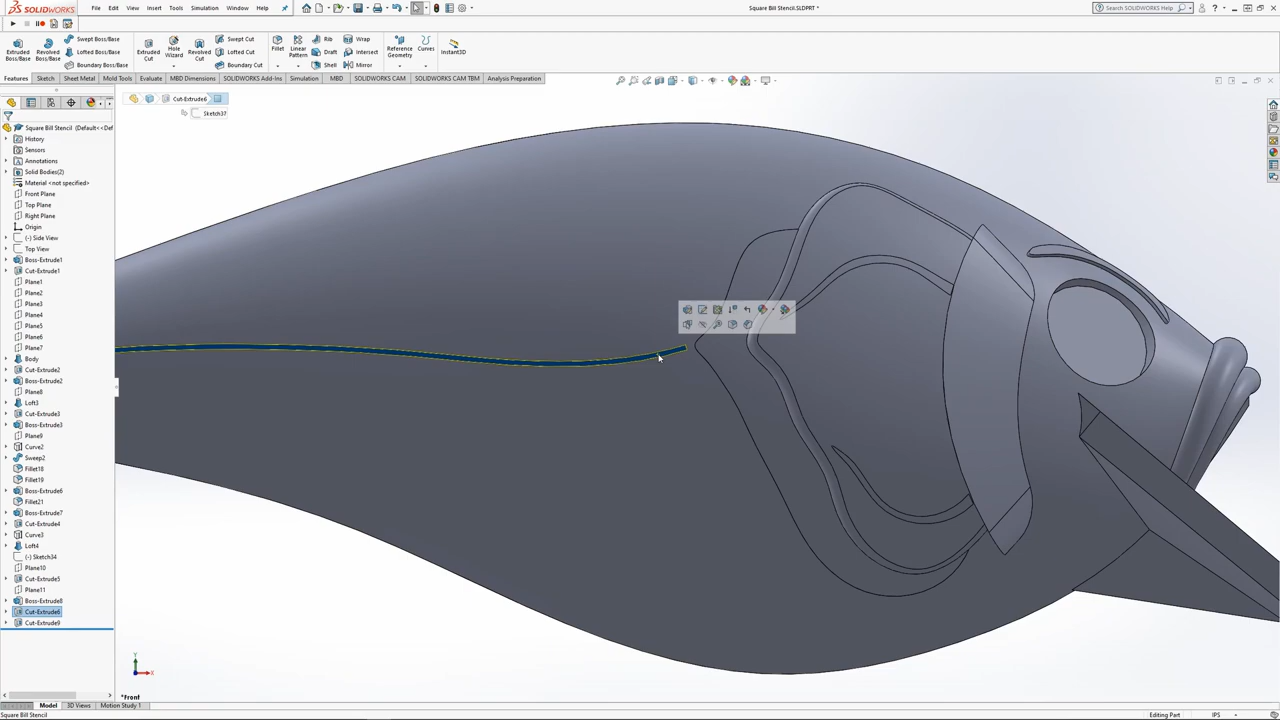 SOLIDWORKS
File
Edit
View
Insert
Tools
Simulation
Window
Help
Square Bill Stencil.SLDPRT *
Search SOLIDWORKS Help
Extruded Boss/Base
Revolved Boss/Base
Swept Boss/Base
Lofted Boss/Base
Boundary Boss/Base
Extruded Cut
Hole Wizard
Revolved Cut
Swept Cut
Lofted Cut
Boundary Cut
Fillet
Linear Pattern
Rib
Draft
Shell
Wrap
Intersect
Mirror
Reference Geometry
Curves
Instant3D
Features
Sketch
Sheet Metal
Mold Tools
Evaluate
MBD Dimensions
SOLIDWORKS Add-Ins
Simulation
MBD
SOLIDWORKS CAM
SOLIDWORKS CAM TBM
Analysis Preparation
Cut-Extrude6
Sketch37
Square Bill Stencil (Default<<Def
History
Sensors
Annotations
Solid Bodies(2)
Material <not specified>
Front Plane
Top Plane
Right Plane
Origin
(-) Side View
Top View
Boss-Extrude1
Cut-Extrude1
Plane1
Plane2
Plane3
Plane4
Plane5
Plane6
Plane7
Body
Cut-Extrude2
Boss-Extrude2
Plane8
Loft3
Cut-Extrude3
Boss-Extrude3
Plane9
Curve2
Sweep2
Fillet18
Fillet19
Boss-Extrude6
Fillet21
Boss-Extrude7
Cut-Extrude4
Curve3
Loft4
(-) Sketch34
Plane10
Cut-Extrude5
Plane11
Boss-Extrude8
Cut-Extrude6
Cut-Extrude9
Y
X
*Front
Model
3D Views
Motion Study 1
Square Bill Stencil
Editing Part
IPS